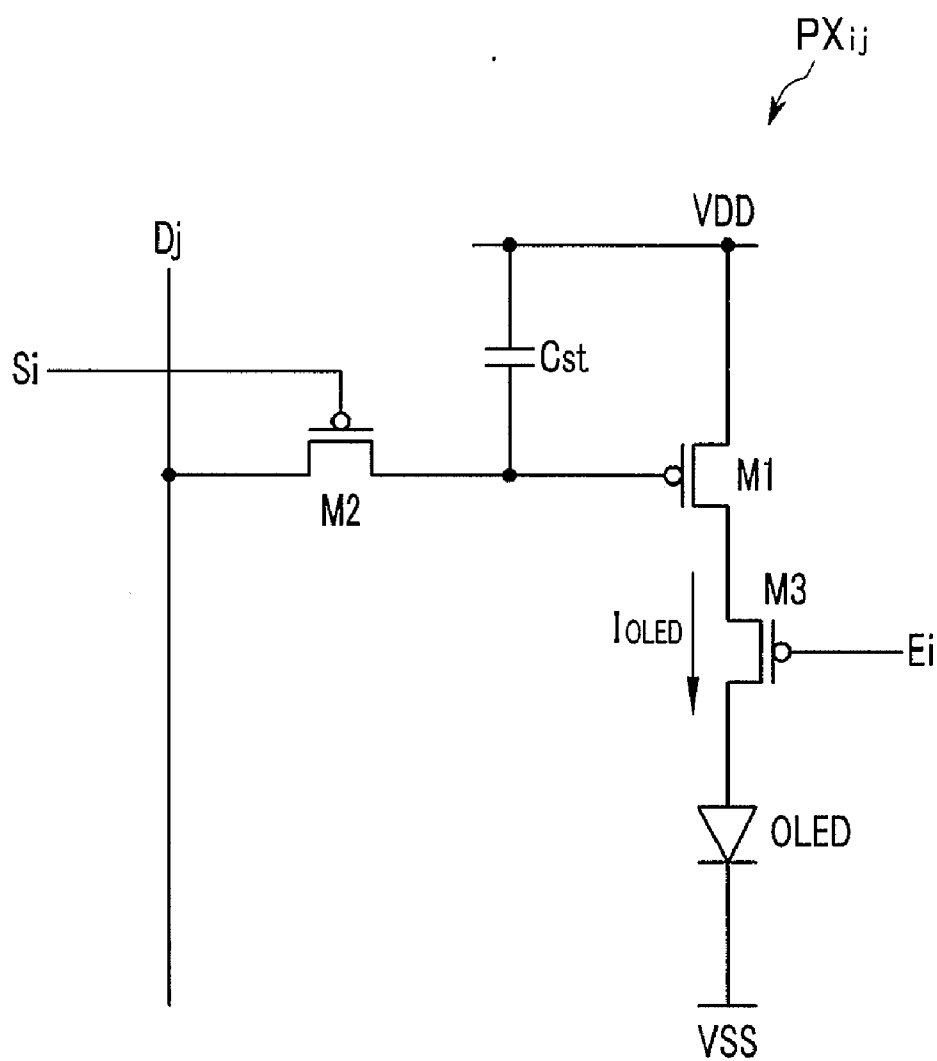 PXij
VDD
Dj
Cst
Si
M1
M2
M3
IOLED
Ei
OLED
VSS